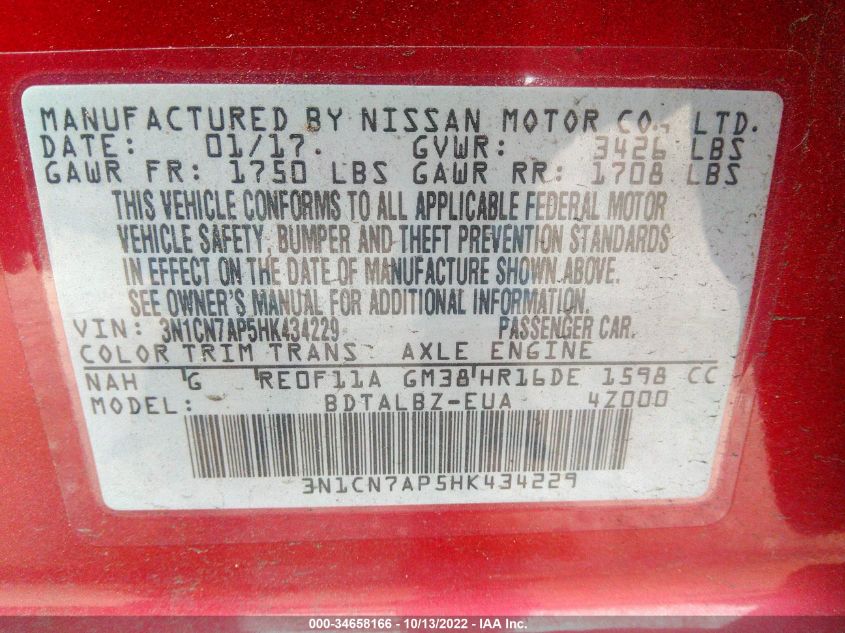 MANUFACTURED BY NISSAN MOTOR CO., LTD.
DATE: 01/17. GVWR: 3426 LBS
GAWR FR: 1750 LBS GAWR RR: 1708 LBS
THIS VEHICLE CONFORMS TO ALL APPLICABLE FEDERAL MOTOR
VEHICLE SAFETY, BUMPER AND THEFT PREVENTION STANDARDS
IN EFFECT ON THE DATE OF MANUFACTURE SHOWN ABOVE.
SEE OWNER'S MANUAL FOR ADDITIONAL INFORMATION.
VIN: 3N1CN7AP5HK434229 PASSENGER CAR.
COLOR TRIM TRANS AXLE ENGINE
NAH G RE0F11A GM38 HR16DE 1598 CC
MODEL: BDTALBZ-EUA 4Z000
3N1CN7AP5HK434229
000-34658166 - 10/13/2022 - IAA Inc.